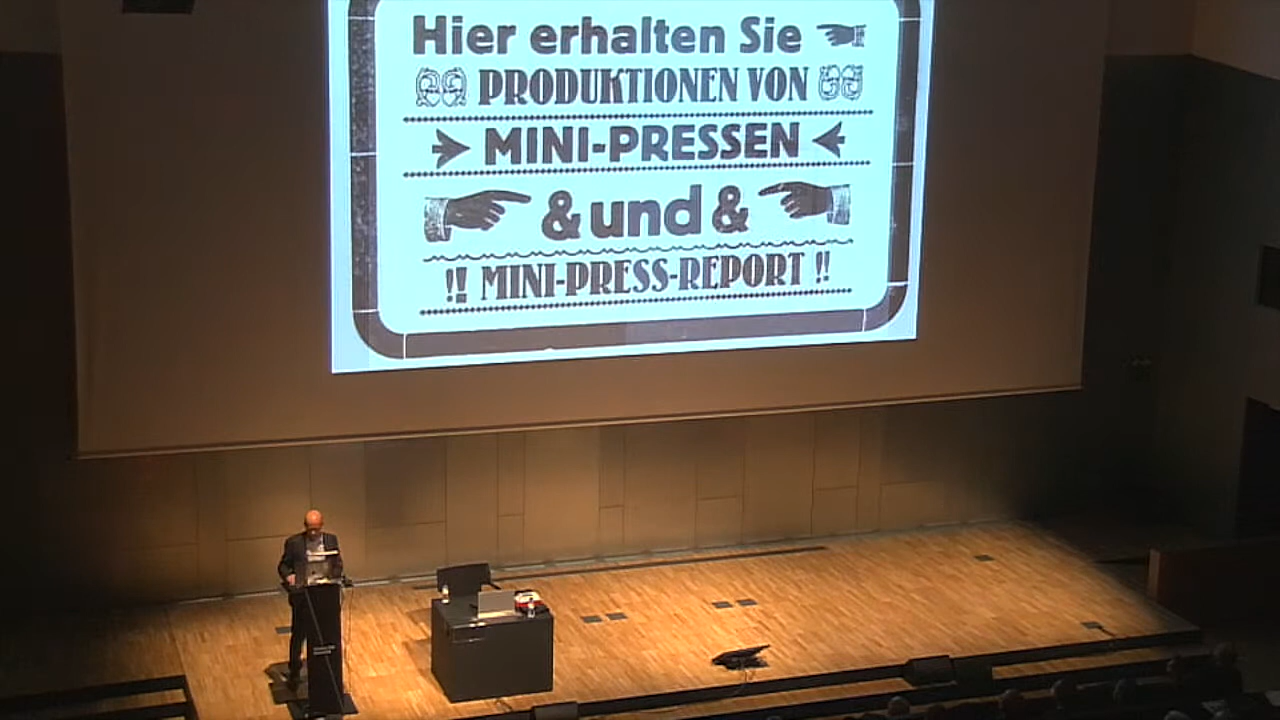 Hier erhalten Sie
PRODUKTIONEN VON
MINI-PRESSEN
& und &
!! MINI-PRESS-REPORT !!